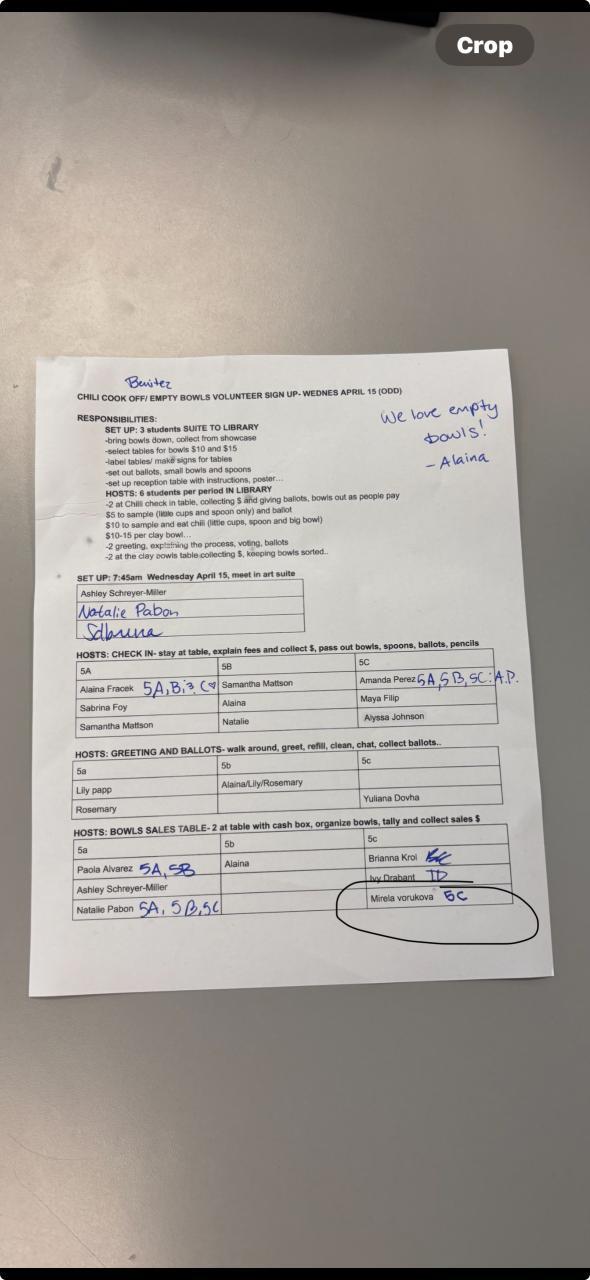 Crop
Benitez
CHILI COOK OFF/ EMPTY BOWLS VOLUNTEER SIGN UP- WEDNES APRIL 15 (ODD)
We love empty
bowls!
- Alaina
RESPONSIBILITIES:
SET UP: 3 students SUITE TO LIBRARY
-bring bowls down, collect from showcase
-select tables for bowls $10 and $15
-label tables/ make signs for tables
-set out ballots, small bowls and spoons
-set up reception table with instructions, poster...
HOSTS: 6 students per period IN LIBRARY
-2 at Chili check in table, collecting $ and giving ballots, bowls out as people pay
$5 to sample (little cups and spoon only) and ballot
$10 to sample and eat chili (little cups, spoon and big bowl)
$10-15 per clay bowl...
-2 greeting, explaining the process, voting, ballots
-2 at the clay bowls table collecting $, keeping bowls sorted..
SET UP: 7:45am Wednesday April 15, meet in art suite
Ashley Schreyer-Miller
Natalie Pabon
Sabrina
HOSTS: CHECK IN- stay at table, explain fees and collect $, pass out bowls, spoons, ballots, pencils
5A 5B 5C
Alaina Fracek 5A, B, C Samantha Mattson Amanda Perez 5A, 5B, 5C: A.P.
Sabrina Foy Alaina Maya Filip
Samantha Mattson Natalie Alyssa Johnson
HOSTS: GREETING AND BALLOTS- walk around, greet, refill, clean, chat, collect ballots..
5a 5b 5c
Lily papp Alaina/Lily/Rosemary
Rosemary Yuliana Dovha
HOSTS: BOWLS SALES TABLE- 2 at table with cash box, organize bowls, tally and collect sales $
5a 5b 5c
Paola Alvarez 5A, 5B Alaina Brianna Krol
Ashley Schreyer-Miller Ivy Drabant ID
Natalie Pabon 5A, 5B, 5C Mirela vorukova 5C